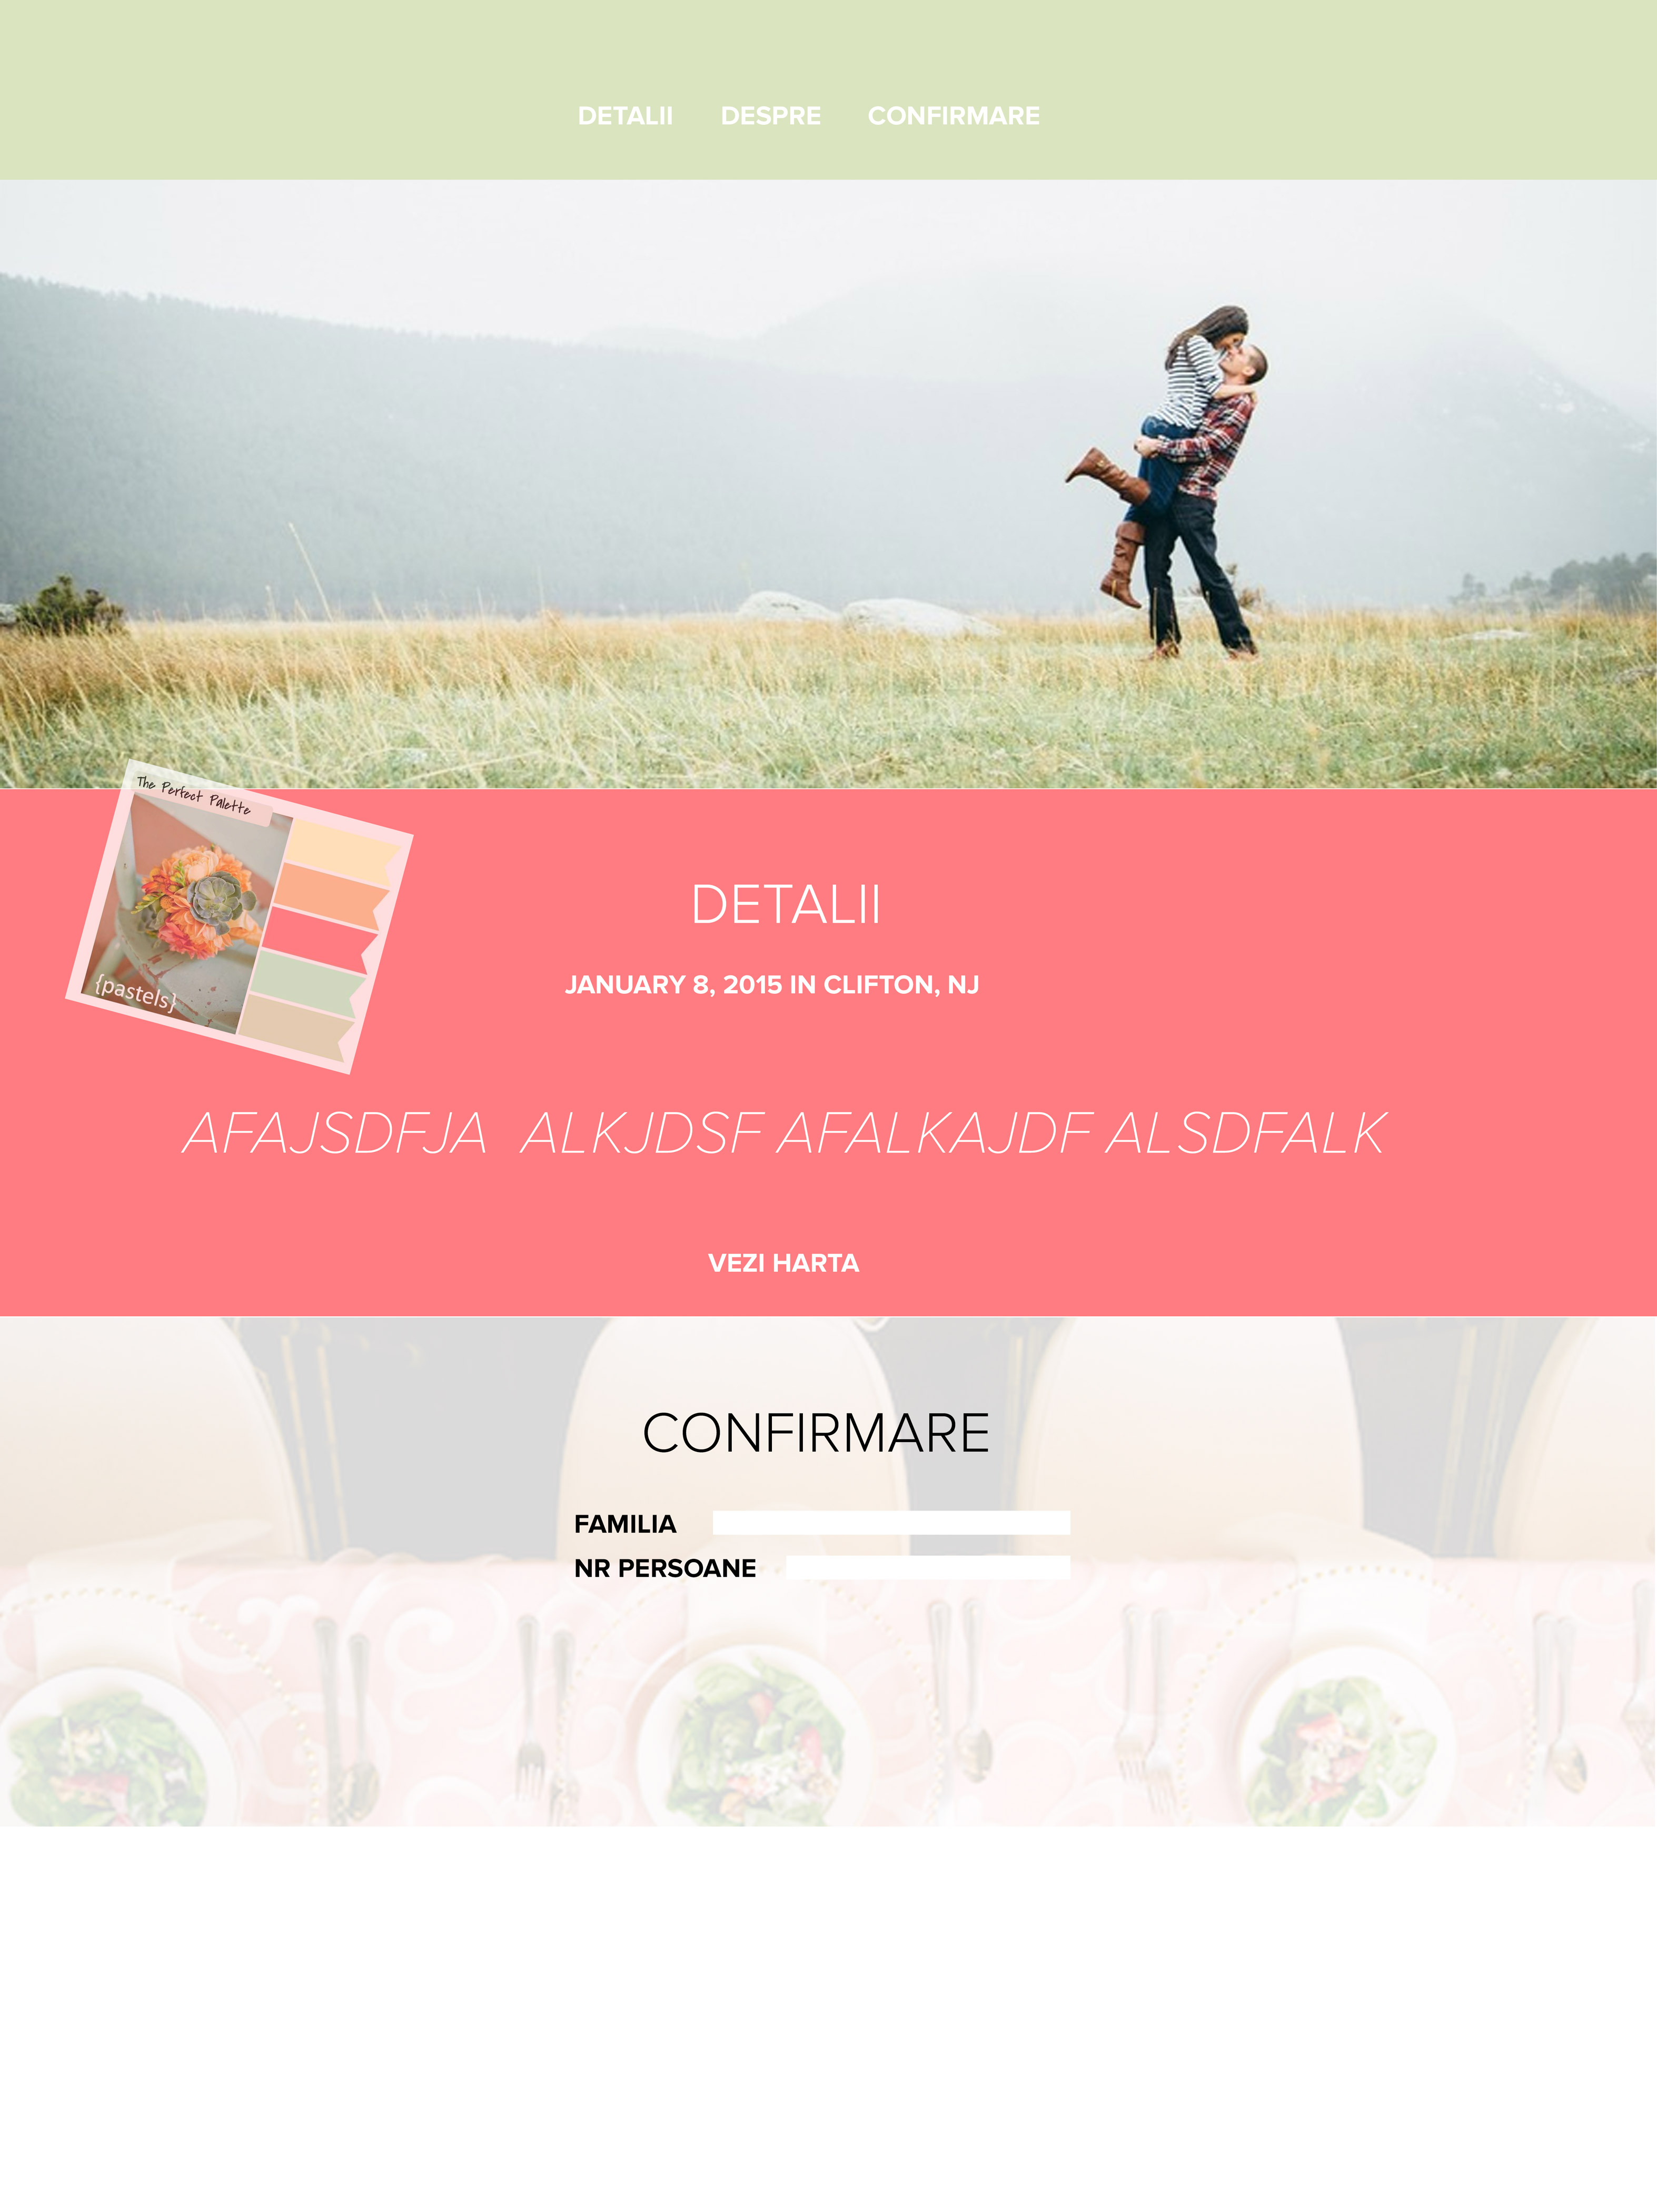 DETALII DESPRE CONFIRMARE
The Perfect Palette
{pastels}
DETALII
JANUARY 8, 2015 IN CLIFTON, NJ
AFAJSDFJA ALKJDSF AFALKAJDF ALSDFALK
VEZI HARTA
CONFIRMARE
FAMILIA
NR PERSOANE